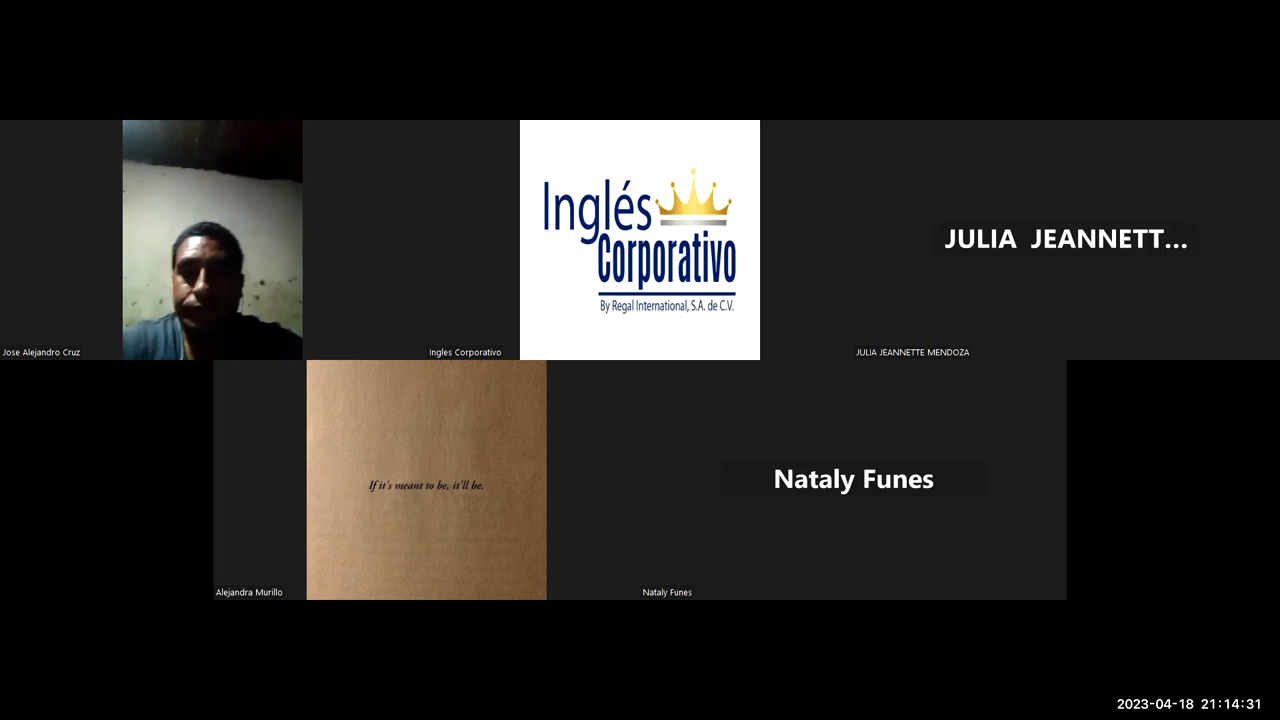 Inglés
Corporativo
By Regal International, S.A. de C.V.
JULIA JEANNETT...
Jose Alejandro Cruz
Ingles Corporativo
JULIA JEANNETTE MENDOZA
If it's meant to be, it'll be.
Nataly Funes
Alejandra Murillo
Nataly Funes
2023-04-18 21:14:31